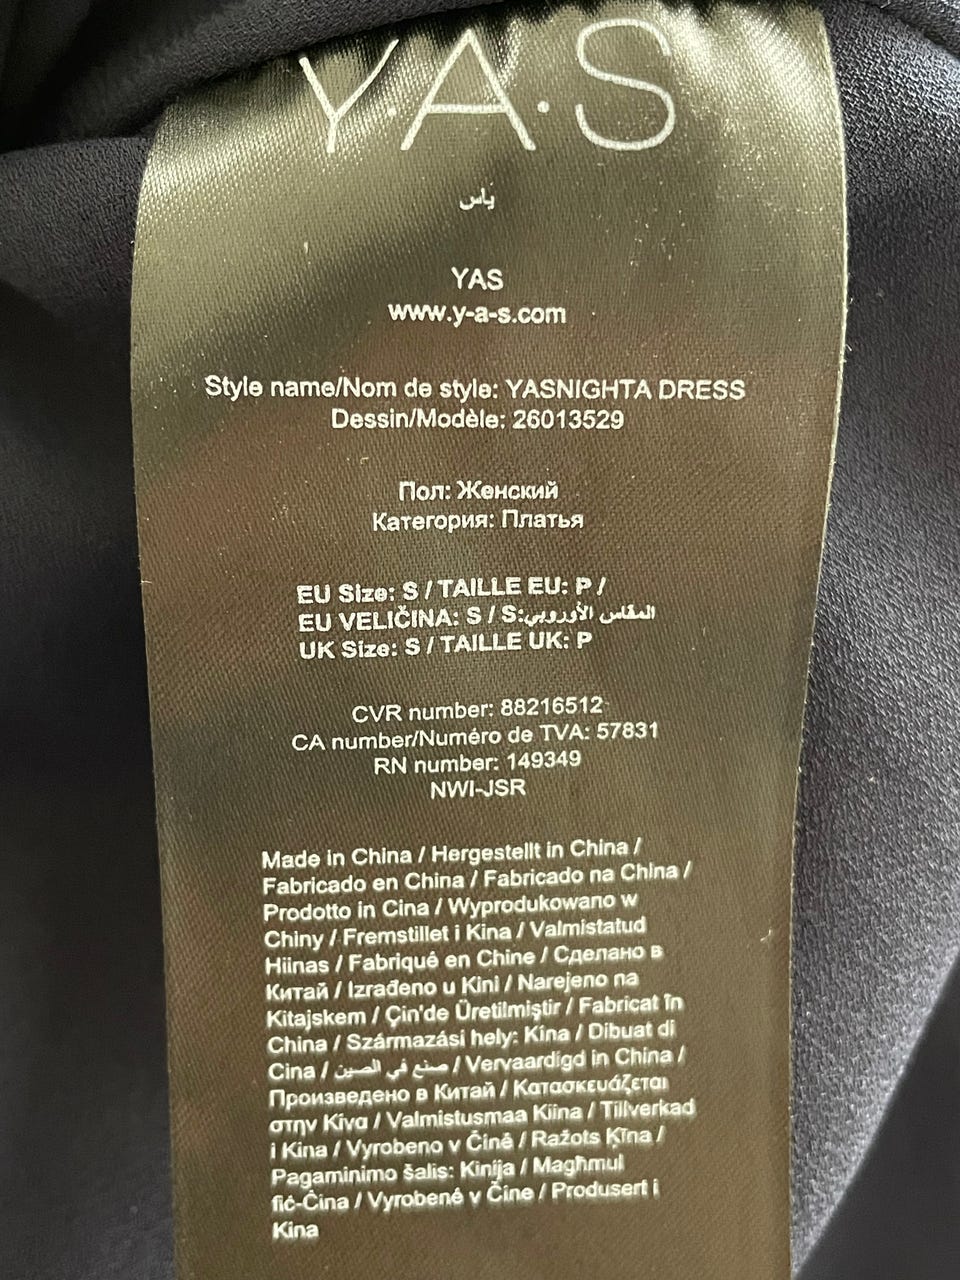 Y·A·S
ياس
YAS
www.y-a-s.com
Style name/Nom de style: YASNIGHTA DRESS
Dessin/Modèle: 26013529
Пол: Женский
Категория: Платья
EU Size: S / TAILLE EU: P /
EU VELIČINA: S / S:المقاس الأوروبي
UK Size: S / TAILLE UK: P
CVR number: 88216512
CA number/Numéro de TVA: 57831
RN number: 149349
NWI-JSR
Made in China / Hergestellt in China /
Fabricado en China / Fabricado na China /
Prodotto in Cina / Wyprodukowano w
Chiny / Fremstillet i Kina / Valmistatud
Hiinas / Fabriqué en Chine / Сделано в
Китай / Izrađeno u Kini / Narejeno na
Kitajskem / Çin'de Üretilmiştir / Fabricat în
China / Származási hely: Kína / Dibuat di
Cina / صنع في الصين / Vervaardigd in China /
Произведено в Китай / Κατασκευάζεται
στην Κίνα / Valmistusmaa Kiina / Tillverkad
i Kina / Vyrobeno v Číně / Ražots Ķīna /
Pagaminimo šalis: Kinija / Magħmul
fiċ-Ċina / Vyrobené v Číne / Produsert i
Kina